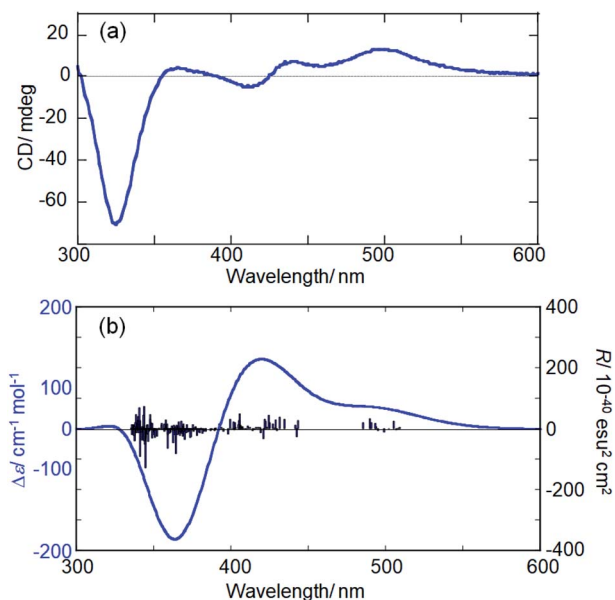 (a)
20
0
-20
-40
-60
CD/ mdeg
300 400 500 600
Wavelength/ nm
(b)
200
100
0
-100
-200
Δε/ cm⁻¹ mol⁻¹
400
200
0
-200
-400
R/ 10⁻⁴⁰ esu² cm²
300 400 500 600
Wavelength/ nm